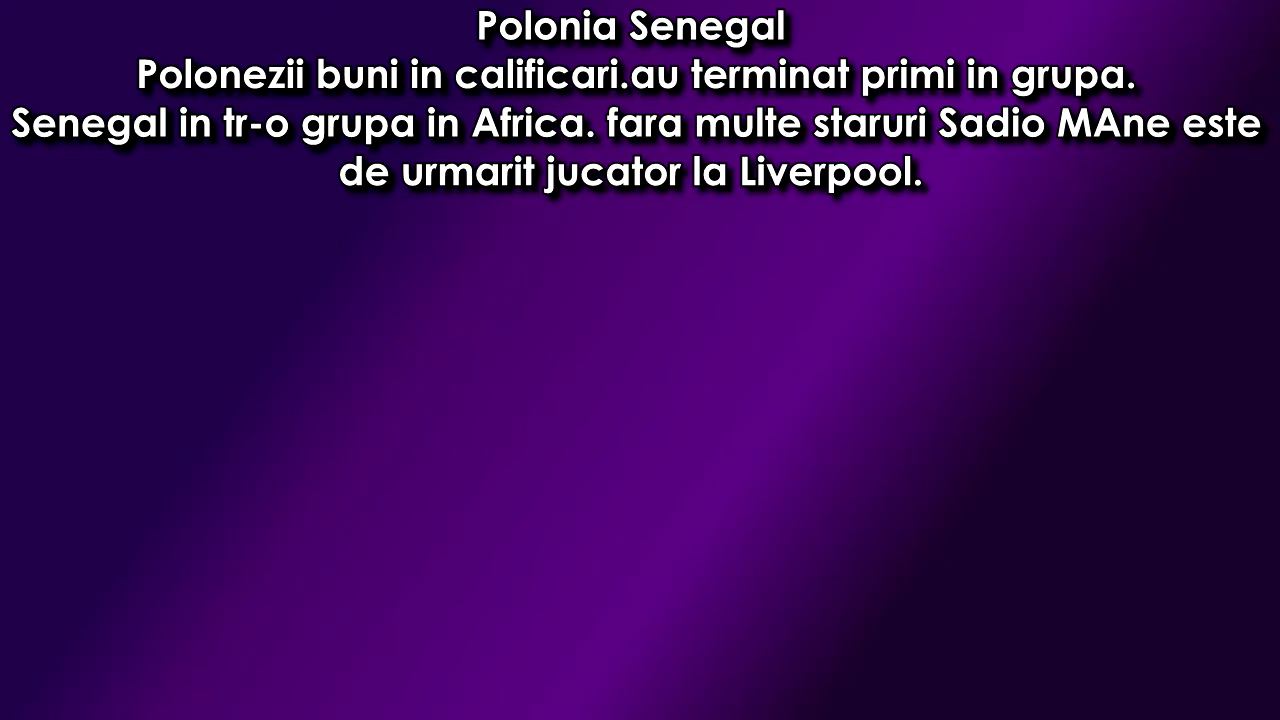 Polonia Senegal
Polonezii buni in calificari.au terminat primi in grupa.
Senegal in tr-o grupa in Africa. fara multe staruri Sadio MAne este
de urmarit jucator la Liverpool.